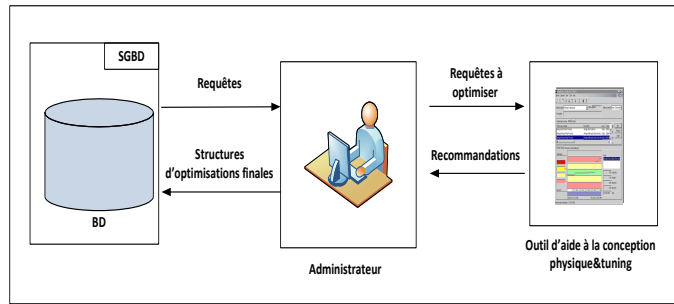 SGBD
Requêtes
Requêtes à
optimiser
Structures
d'optimisations finales
Recommandations
BD
Administrateur
Outil d'aide à la conception
physique&tuning